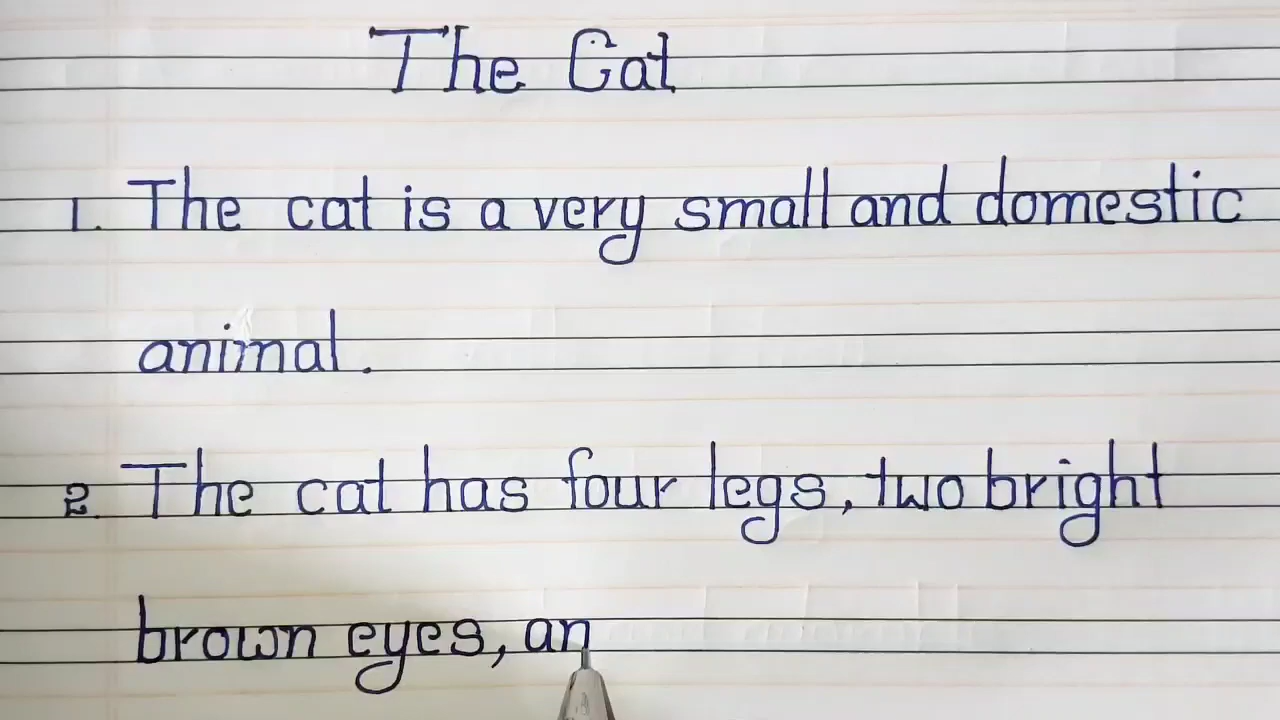 The Cat
1. The cat is a very small and domestic
animal.
2. The cat has four legs, two bright
brown eyes, an